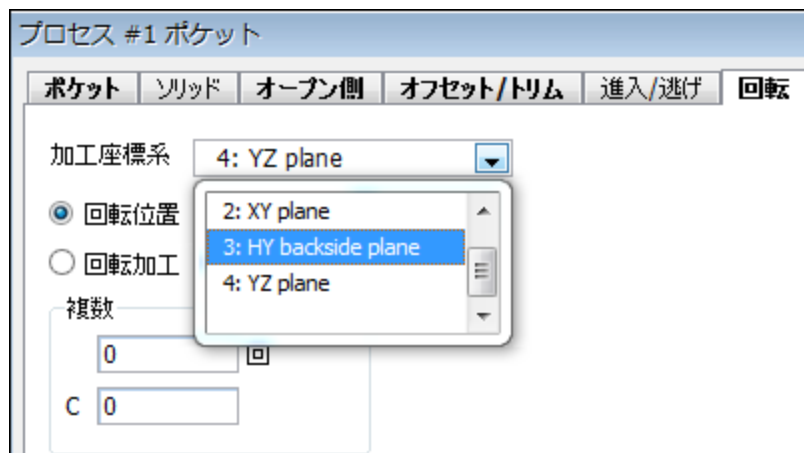 プロセス #1 ポケット
ポケット ソリッド オープン側 オフセット/トリム 進入/逃げ 回転
加工座標系 4: YZ plane
回転位置
2: XY plane
3: HY backside plane
回転加工
4: YZ plane
複数
0 回
C 0